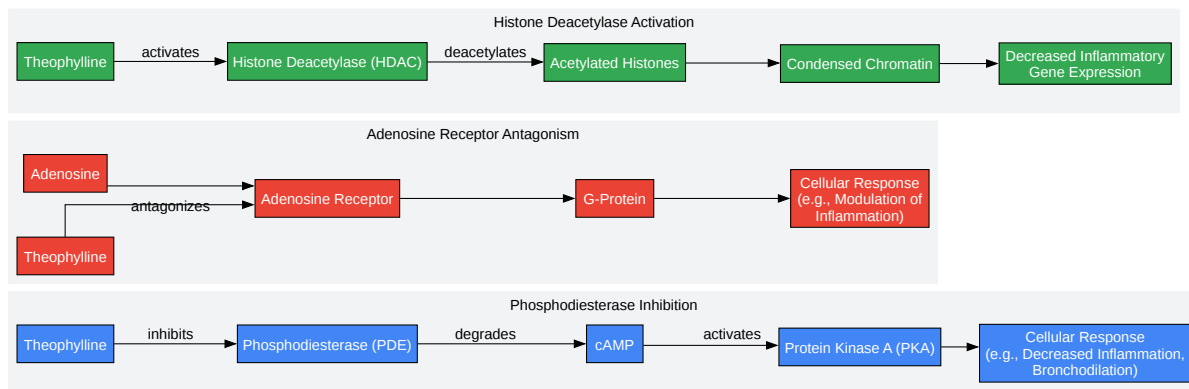 Histone Deacetylase Activation
activates
deacetylates
Theophylline
Histone Deacetylase (HDAC)
Acetylated Histones
Condensed Chromatin
Decreased Inflammatory
Gene Expression
Adenosine Receptor Antagonism
Adenosine
antagonizes
Theophylline
Adenosine Receptor
G-Protein
Cellular Response
(e.g., Modulation of
Inflammation)
Phosphodiesterase Inhibition
inhibits
degrades
activates
Theophylline
Phosphodiesterase (PDE)
cAMP
Protein Kinase A (PKA)
Cellular Response
(e.g., Decreased Inflammation,
Bronchodilation)